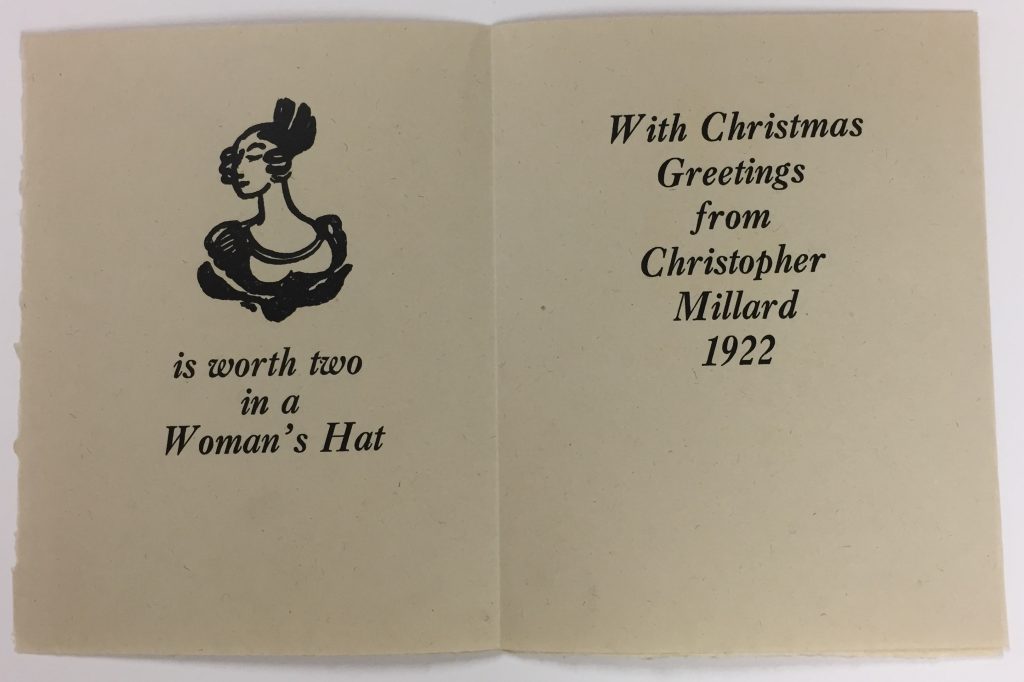 is worth two
in a
Woman's Hat
With Christmas
Greetings
from
Christopher
Millard
1922